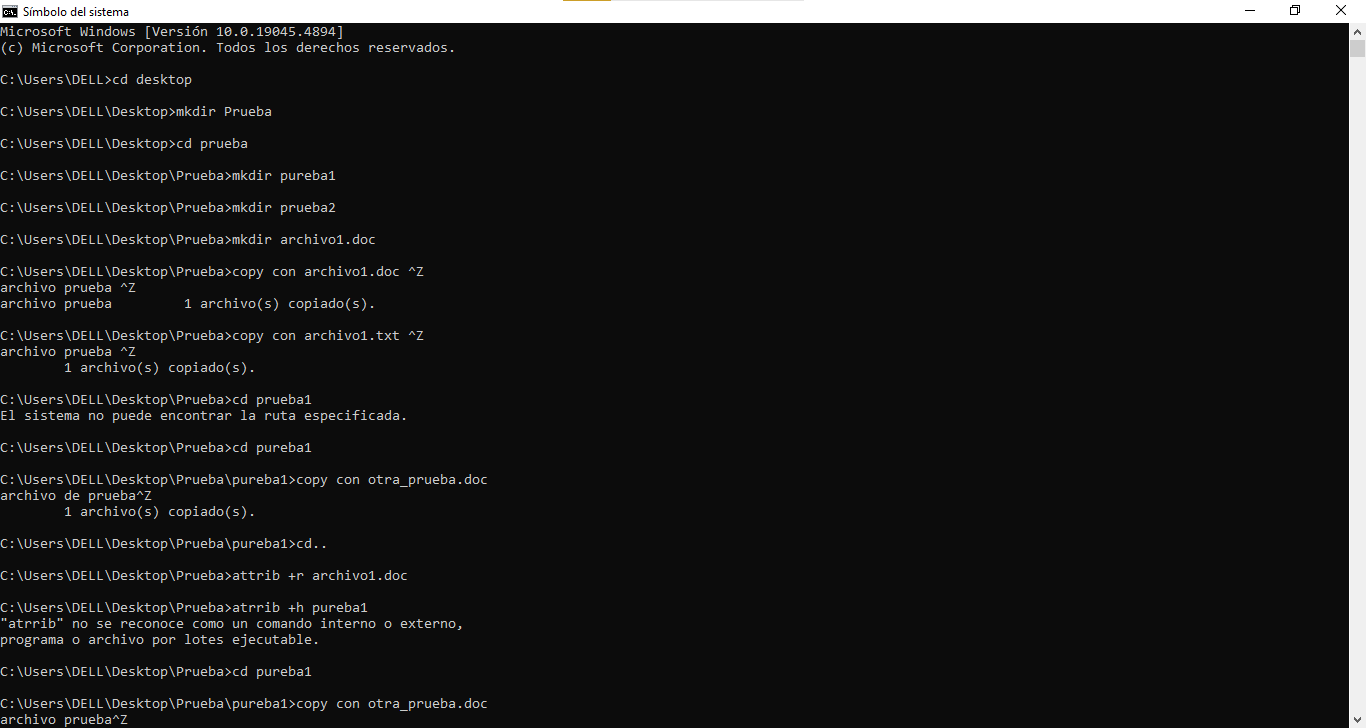 Símbolo del sistema
Microsoft Windows [Versión 10.0.19045.4894]
(c) Microsoft Corporation. Todos los derechos reservados.
C:\Users\DELL>cd desktop
C:\Users\DELL\Desktop>mkdir Prueba
C:\Users\DELL\Desktop>cd prueba
C:\Users\DELL\Desktop\Prueba>mkdir pureba1
C:\Users\DELL\Desktop\Prueba>mkdir prueba2
C:\Users\DELL\Desktop\Prueba>mkdir archivo1.doc
C:\Users\DELL\Desktop\Prueba>copy con archivo1.doc ^Z
archivo prueba ^Z
archivo prueba         1 archivo(s) copiado(s).
C:\Users\DELL\Desktop\Prueba>copy con archivo1.txt ^Z
archivo prueba ^Z
        1 archivo(s) copiado(s).
C:\Users\DELL\Desktop\Prueba>cd prueba1
El sistema no puede encontrar la ruta especificada.
C:\Users\DELL\Desktop\Prueba>cd pureba1
C:\Users\DELL\Desktop\Prueba\pureba1>copy con otra_prueba.doc
archivo de prueba^Z
        1 archivo(s) copiado(s).
C:\Users\DELL\Desktop\Prueba\pureba1>cd..
C:\Users\DELL\Desktop\Prueba>attrib +r archivo1.doc
C:\Users\DELL\Desktop\Prueba>atrrib +h pureba1
"atrrib" no se reconoce como un comando interno o externo,
programa o archivo por lotes ejecutable.
C:\Users\DELL\Desktop\Prueba>cd pureba1
C:\Users\DELL\Desktop\Prueba\pureba1>copy con otra_prueba.doc
archivo prueba^Z